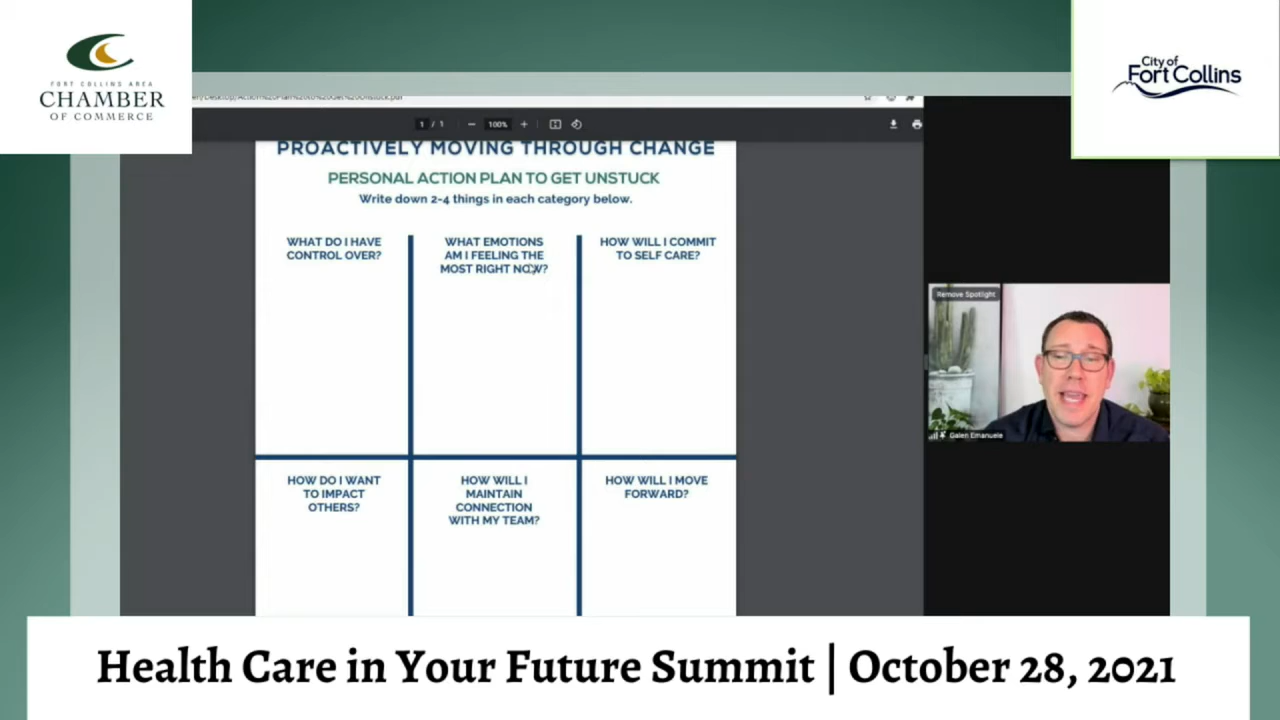 FORT COLLINS AREA
CHAMBER
OF COMMERCE
City of
Fort Collins
1 / 1
100%
PROACTIVELY MOVING THROUGH CHANGE
PERSONAL ACTION PLAN TO GET UNSTUCK
Write down 2-4 things in each category below.
WHAT DO I HAVE
CONTROL OVER?
WHAT EMOTIONS
AM I FEELING THE
MOST RIGHT NOW?
HOW WILL I COMMIT
TO SELF CARE?
HOW DO I WANT
TO IMPACT
OTHERS?
HOW WILL I
MAINTAIN
CONNECTION
WITH MY TEAM?
HOW WILL I MOVE
FORWARD?
Remove Spotlight
Galen Emanuele
Health Care in Your Future Summit | October 28, 2021